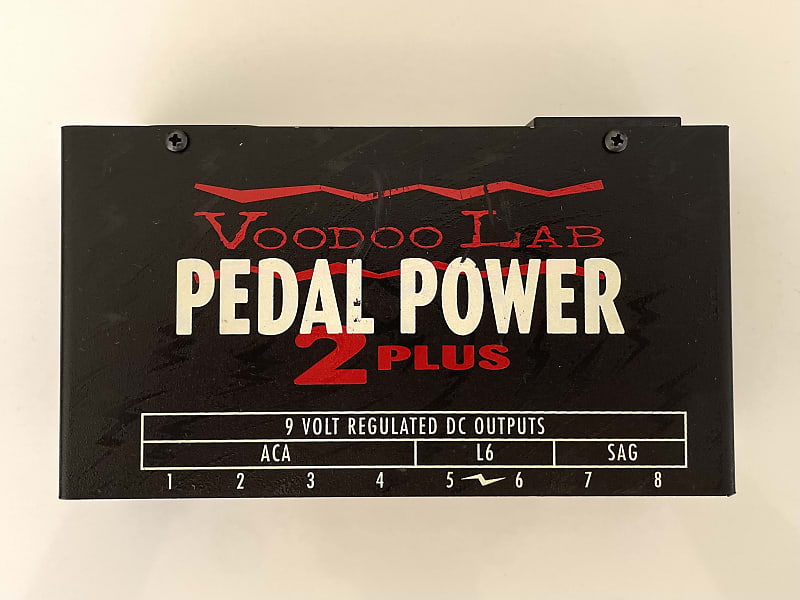 VOODOO LAB
PEDAL POWER
2 PLUS
9 VOLT REGULATED DC OUTPUTS
ACA L6 SAG
1 2 3 4 5 6 7 8